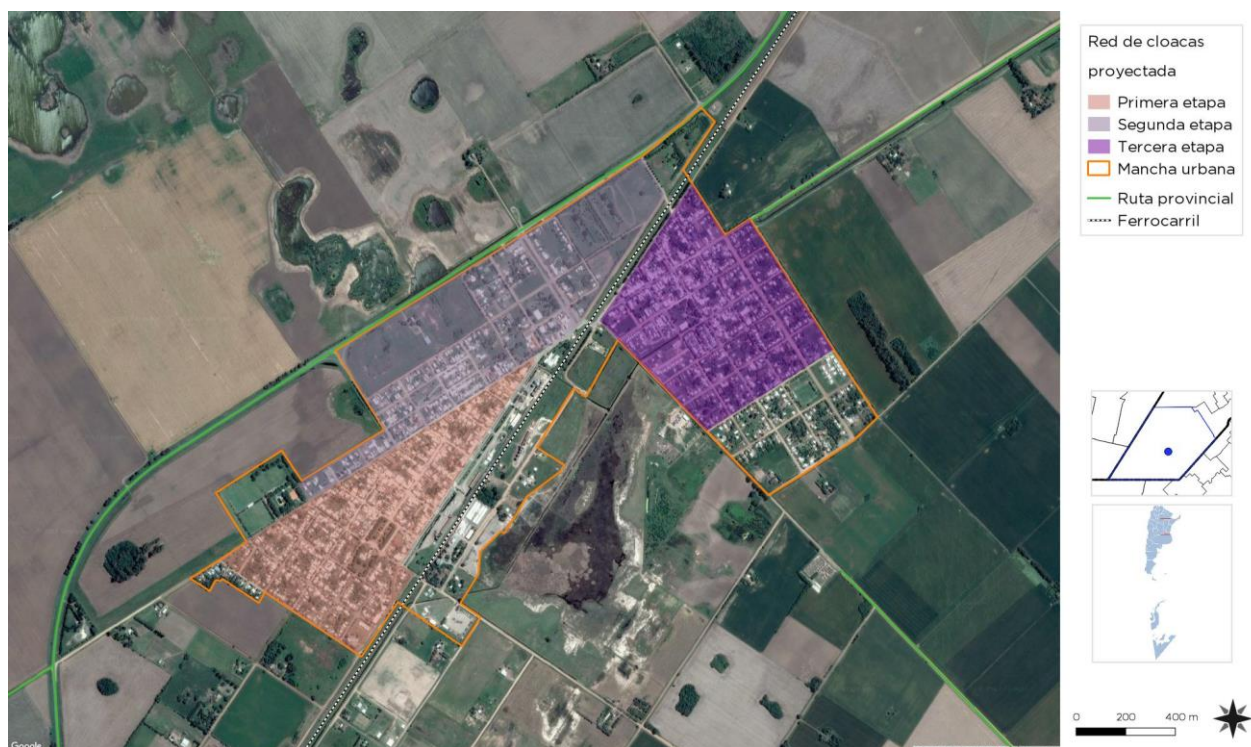 Red de cloacas
proyectada
Primera etapa
Segunda etapa
Tercera etapa
Mancha urbana
Ruta provincial
Ferrocarril
0 200 400 m
Google